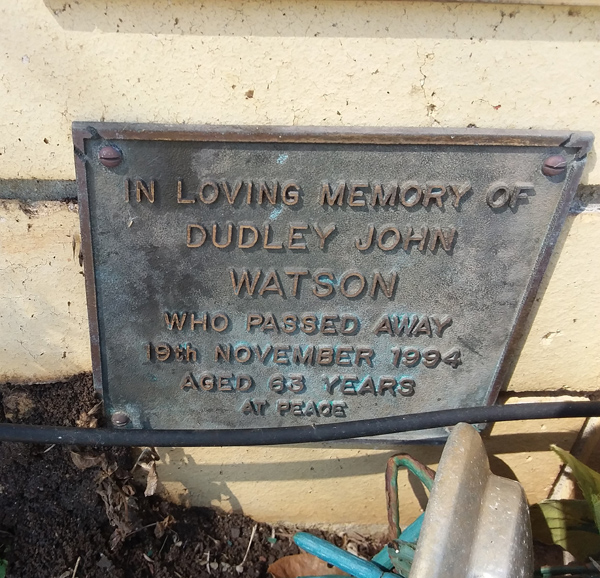 IN LOVING MEMORY OF
DUDLEY JOHN
WATSON
WHO PASSED AWAY
19th NOVEMBER 1994
AGED 63 YEARS
AT PEACE